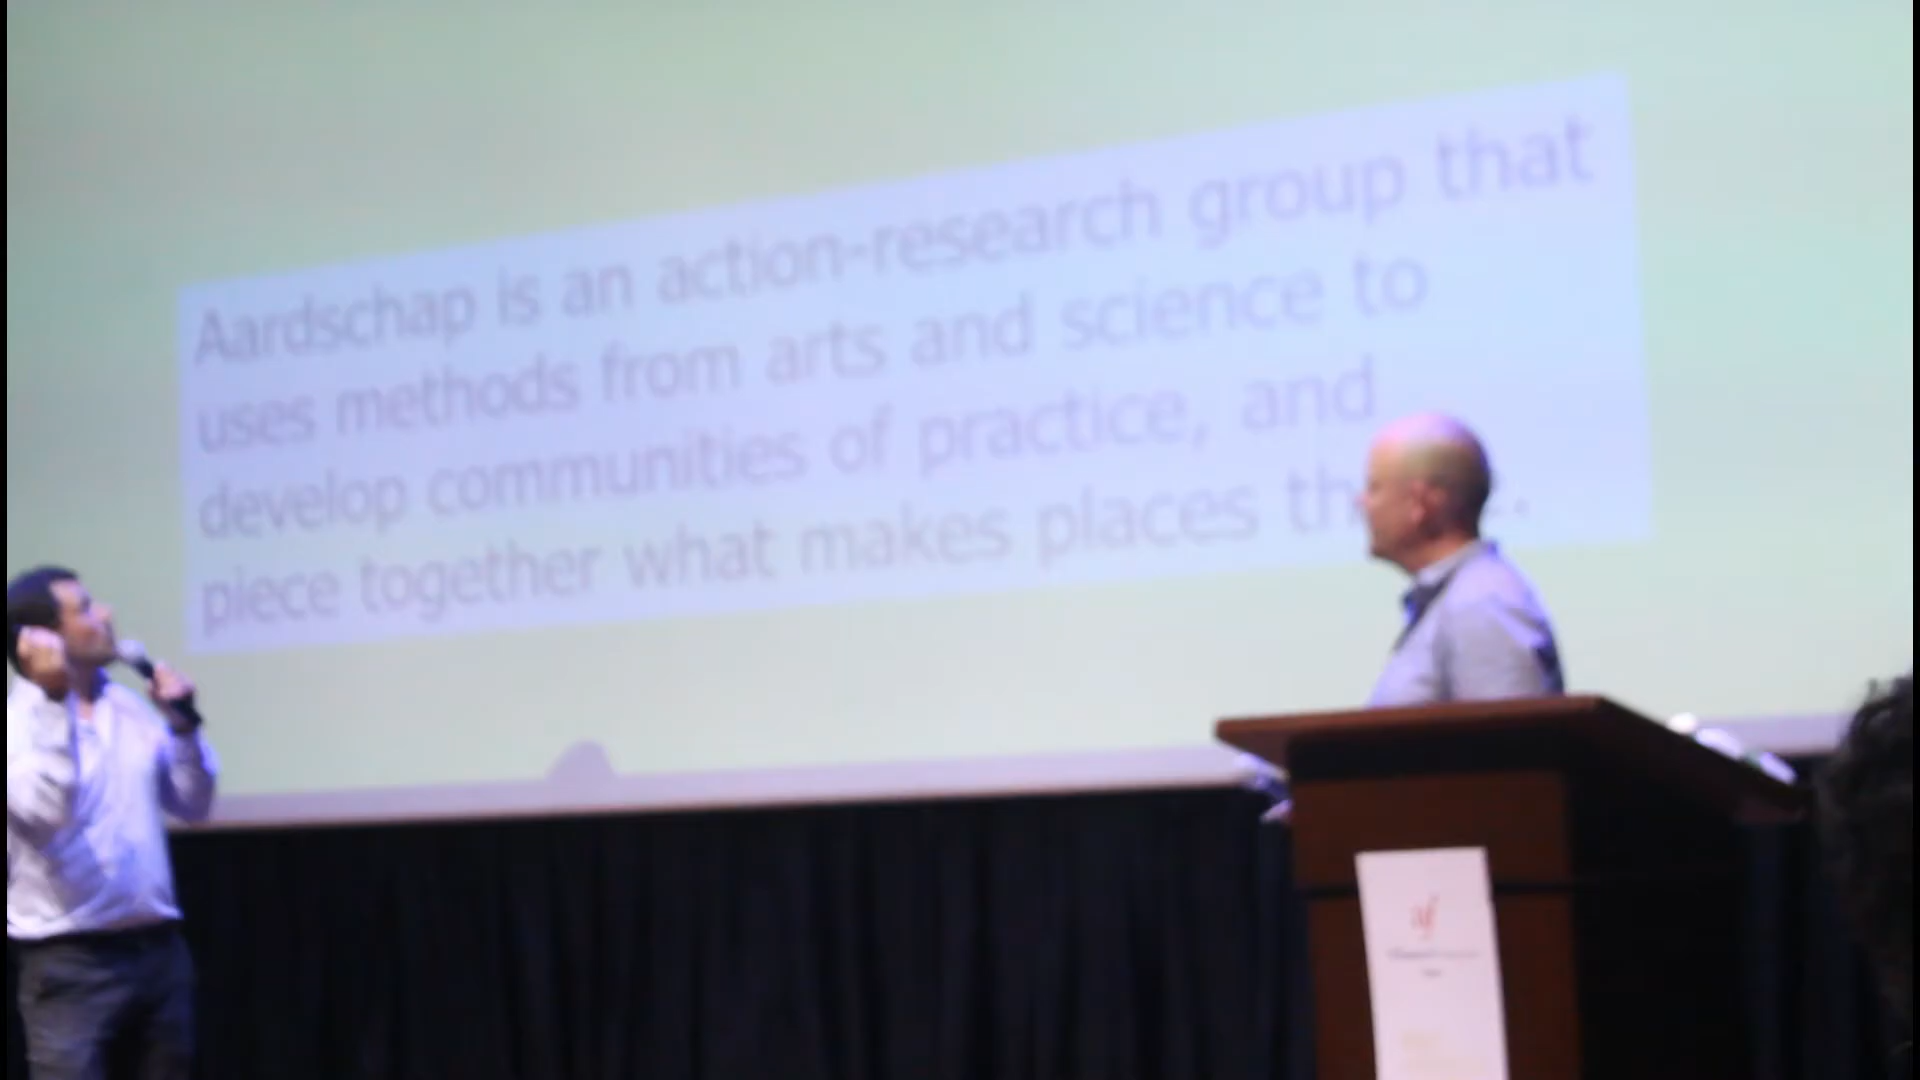 Aardschap is an action-research group that
uses methods from arts and science to
develop communities of practice, and
piece together what makes places
af